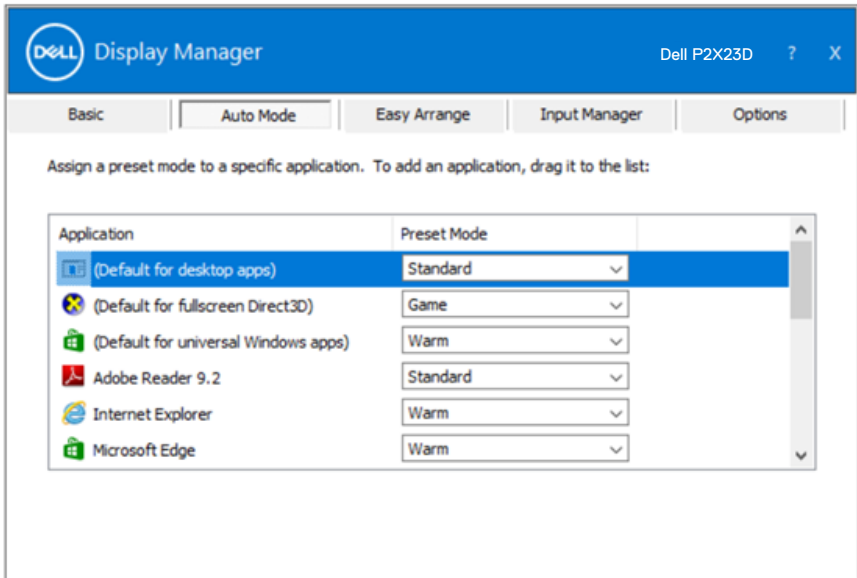 DELL Display Manager Dell P2X23D ? X
Basic Auto Mode Easy Arrange Input Manager Options
Assign a preset mode to a specific application. To add an application, drag it to the list:
Application Preset Mode
(Default for desktop apps) Standard
(Default for fullscreen Direct3D) Game
(Default for universal Windows apps) Warm
Adobe Reader 9.2 Standard
Internet Explorer Warm
Microsoft Edge Warm